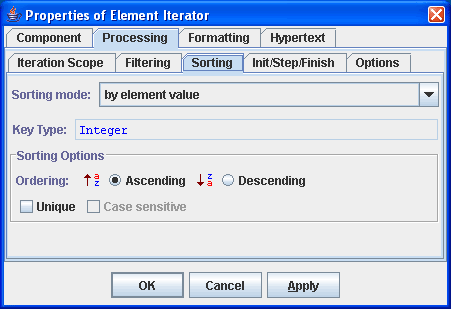 Properties of Element Iterator
Component Processing Formatting Hypertext
Iteration Scope Filtering Sorting Init/Step/Finish Options
Sorting mode: by element value
Key Type: Integer
Sorting Options
Ordering: a z Ascending z a Descending
Unique Case sensitive
OK Cancel Apply